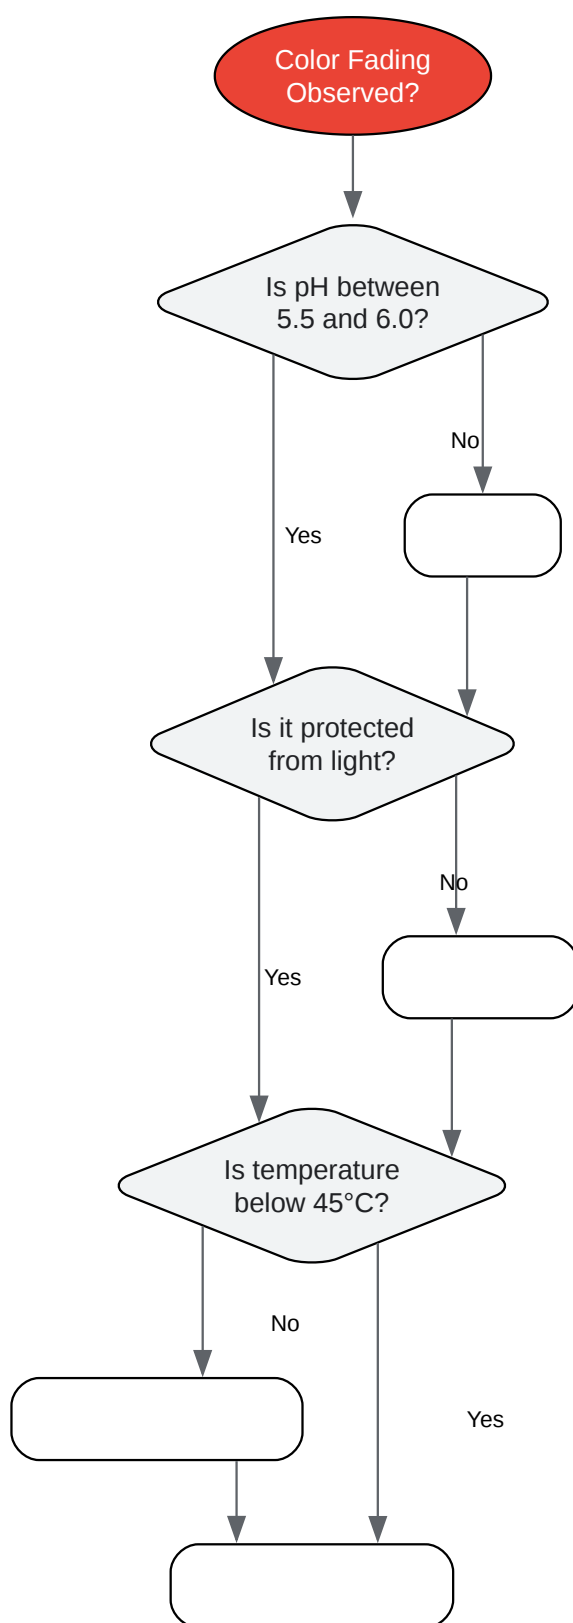 Color Fading
Observed?
Is pH between
5.5 and 6.0?
No
Yes
Is it protected
from light?
No
Yes
Is temperature
below 45°C?
No
Yes